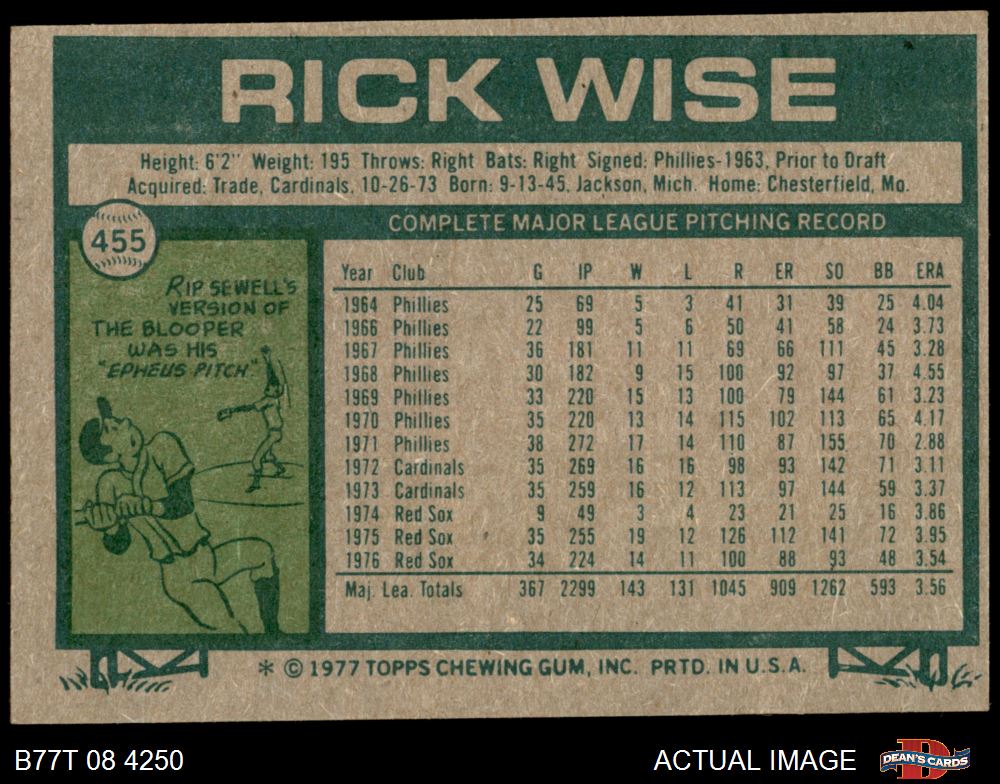 RICK WISE
Height: 6'2" Weight: 195 Throws: Right Bats: Right Signed: Phillies-1963, Prior to Draft
Acquired: Trade, Cardinals, 10-26-73 Born: 9-13-45, Jackson, Mich. Home: Chesterfield, Mo.
455
RIP SEWELL'S
VERSION OF
THE BLOOPER
WAS HIS
"EPHEUS PITCH"
COMPLETE MAJOR LEAGUE PITCHING RECORD
Year Club G IP W L R ER SO BB ERA
1964 Phillies 25 69 5 3 41 31 39 25 4.04
1966 Phillies 22 99 5 6 50 41 58 24 3.73
1967 Phillies 36 181 11 11 69 66 111 45 3.28
1968 Phillies 30 182 9 15 100 92 97 37 4.55
1969 Phillies 33 220 15 13 100 79 144 61 3.23
1970 Phillies 35 220 13 14 115 102 113 65 4.17
1971 Phillies 38 272 17 14 110 87 155 70 2.88
1972 Cardinals 35 269 16 16 98 93 142 71 3.11
1973 Cardinals 35 259 16 12 113 97 144 59 3.37
1974 Red Sox 9 49 3 4 23 21 25 16 3.86
1975 Red Sox 35 255 19 12 126 112 141 72 3.95
1976 Red Sox 34 224 14 11 100 88 93 48 3.54
Maj. Lea. Totals 367 2299 143 131 1045 909 1262 593 3.56
* © 1977 TOPPS CHEWING GUM, INC. PRTD. IN U.S.A.
B77T 08 4250 ACTUAL IMAGE
D
DEAN'S CARDS